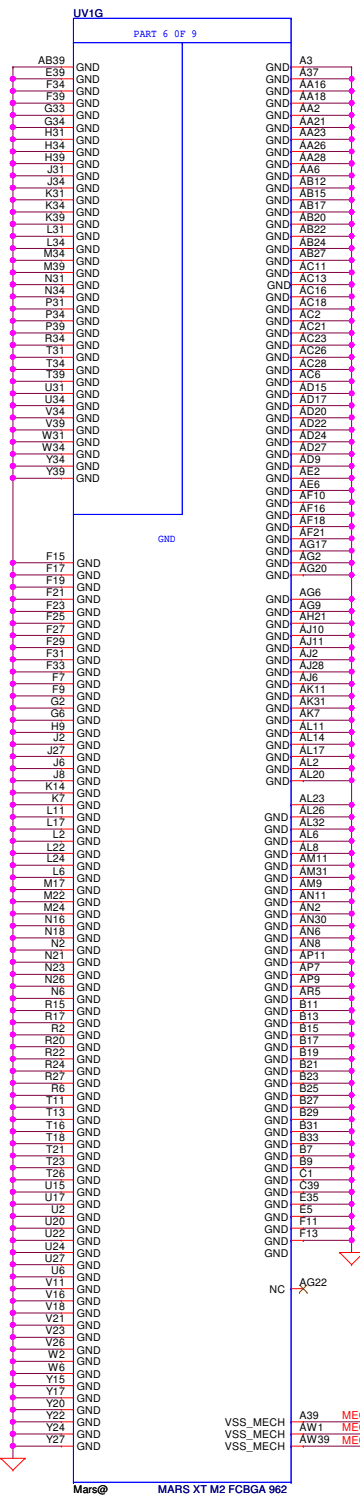 UV1G
PART 6 OF 9
AB39 GND
E39 GND
F34 GND
F39 GND
G33 GND
G34 GND
H31 GND
H34 GND
H39 GND
J31 GND
J34 GND
K31 GND
K34 GND
K39 GND
L31 GND
L34 GND
M34 GND
M39 GND
N31 GND
N34 GND
P31 GND
P34 GND
P39 GND
R34 GND
T31 GND
T34 GND
T39 GND
U31 GND
U34 GND
V34 GND
V39 GND
W31 GND
W34 GND
Y34 GND
Y39 GND
GND
F15 GND
F17 GND
F19 GND
F21 GND
F23 GND
F25 GND
F27 GND
F29 GND
F31 GND
F33 GND
F7 GND
F9 GND
G2 GND
G6 GND
H9 GND
J2 GND
J27 GND
J6 GND
J8 GND
K14 GND
K7 GND
L11 GND
L17 GND
L2 GND
L22 GND
L24 GND
L6 GND
M17 GND
M22 GND
M24 GND
N16 GND
N18 GND
N2 GND
N21 GND
N23 GND
N26 GND
N6 GND
R15 GND
R17 GND
R2 GND
R20 GND
R22 GND
R24 GND
R27 GND
R6 GND
T11 GND
T13 GND
T16 GND
T18 GND
T21 GND
T23 GND
T26 GND
U15 GND
U17 GND
U2 GND
U20 GND
U22 GND
U24 GND
U27 GND
U6 GND
V11 GND
V16 GND
V18 GND
V21 GND
V23 GND
V26 GND
W2 GND
W6 GND
Y15 GND
Y17 GND
Y20 GND
Y22 GND
Y24 GND
Y27 GND
GND A3
GND A37
GND AA16
GND AA18
GND AA2
GND AA21
GND AA23
GND AA26
GND AA28
GND AA6
GND AB12
GND AB15
GND AB17
GND AB20
GND AB22
GND AB24
GND AB27
GND AC11
GND AC13
GND AC16
GND AC18
GND AC2
GND AC21
GND AC23
GND AC26
GND AC28
GND AC6
GND AD15
GND AD17
GND AD20
GND AD22
GND AD24
GND AD27
GND AD9
GND AE2
GND AE6
GND AF10
GND AF16
GND AF18
GND AF21
GND AG17
GND AG2
GND AG20
GND AG6
GND AG9
GND AH21
GND AJ10
GND AJ11
GND AJ2
GND AJ28
GND AJ6
GND AK11
GND AK31
GND AK7
GND AL11
GND AL14
GND AL17
GND AL2
GND AL20
AL23
GND AL26
GND AL32
GND AL6
GND AL8
GND AM11
GND AM31
GND AM9
GND AN11
GND AN2
GND AN30
GND AN6
GND AN8
GND AP11
GND AP7
GND AP9
GND AR5
GND B11
GND B13
GND B15
GND B17
GND B19
GND B21
GND B23
GND B25
GND B27
GND B29
GND B31
GND B33
GND B7
GND B9
GND C1
GND C39
GND E35
GND E5
GND F11
GND F13
GND
NC AG22
VSS_MECH A39
VSS_MECH AW1
VSS_MECH AW39
Mars@ MARS XT M2 FCBGA 962